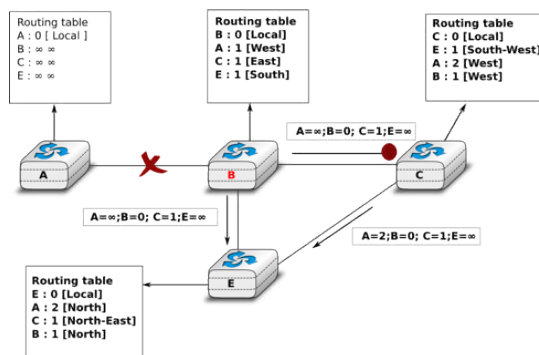 Routing table
A : 0 [ Local ]
B : ∞ ∞
C : ∞ ∞
E : ∞ ∞
Routing table
B : 0 [Local]
A : 1 [West]
C : 1 [East]
E : 1 [South]
Routing table
C : 0 [Local]
E : 1 [South-West]
A : 2 [West]
B : 1 [West]
A=∞;B=0; C=1;E=∞
A
B
C
A=∞;B=0; C=1;E=∞
A=2;B=0; C=1;E=∞
E
Routing table
E : 0 [Local]
A : 2 [North]
C : 1 [North-East]
B : 1 [North]